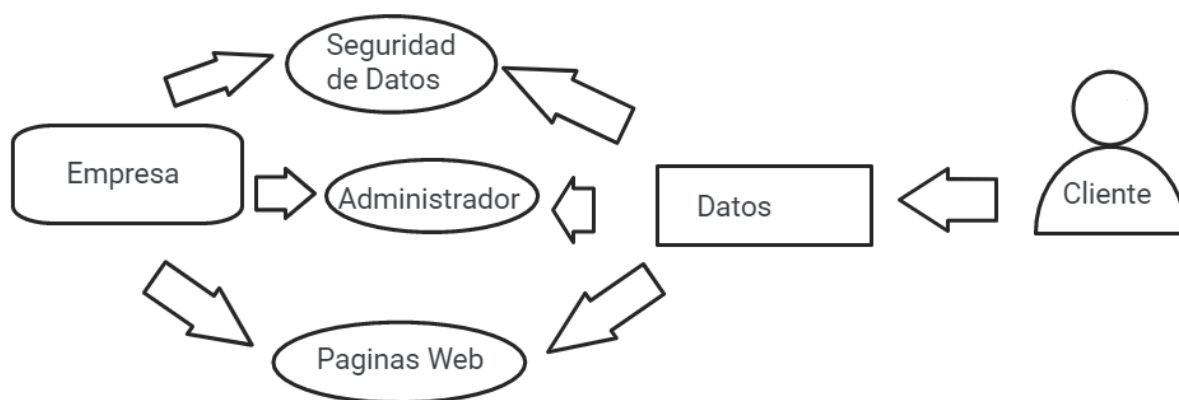 Seguridad
de Datos
Empresa
Administrador
Datos
Cliente
Paginas Web